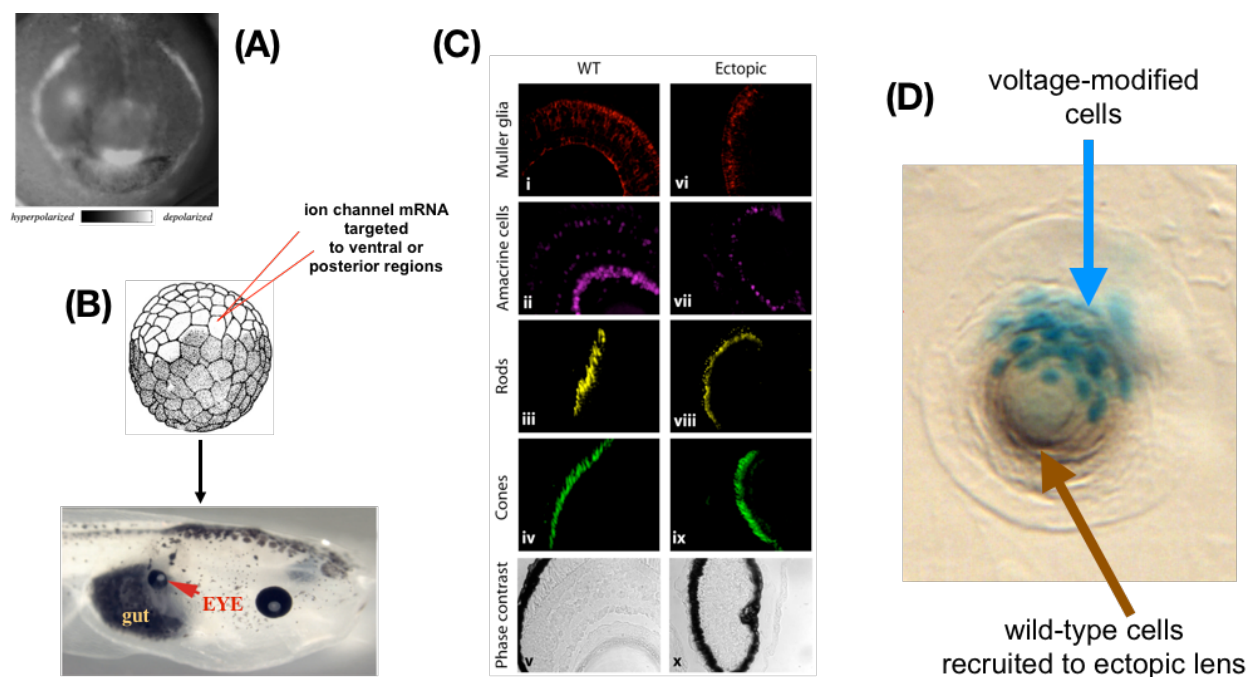 (A)
hyperpolarized
depolarized
ion channel mRNA
targeted
to ventral or
posterior regions
(B)
gut
EYE
(C)
WT
Ectopic
Muller glia
i
vi
Amacrine cells
ii
vii
Rods
iii
viii
Cones
iv
ix
Phase contrast
v
x
(D)
voltage-modified
cells
wild-type cells
recruited to ectopic lens